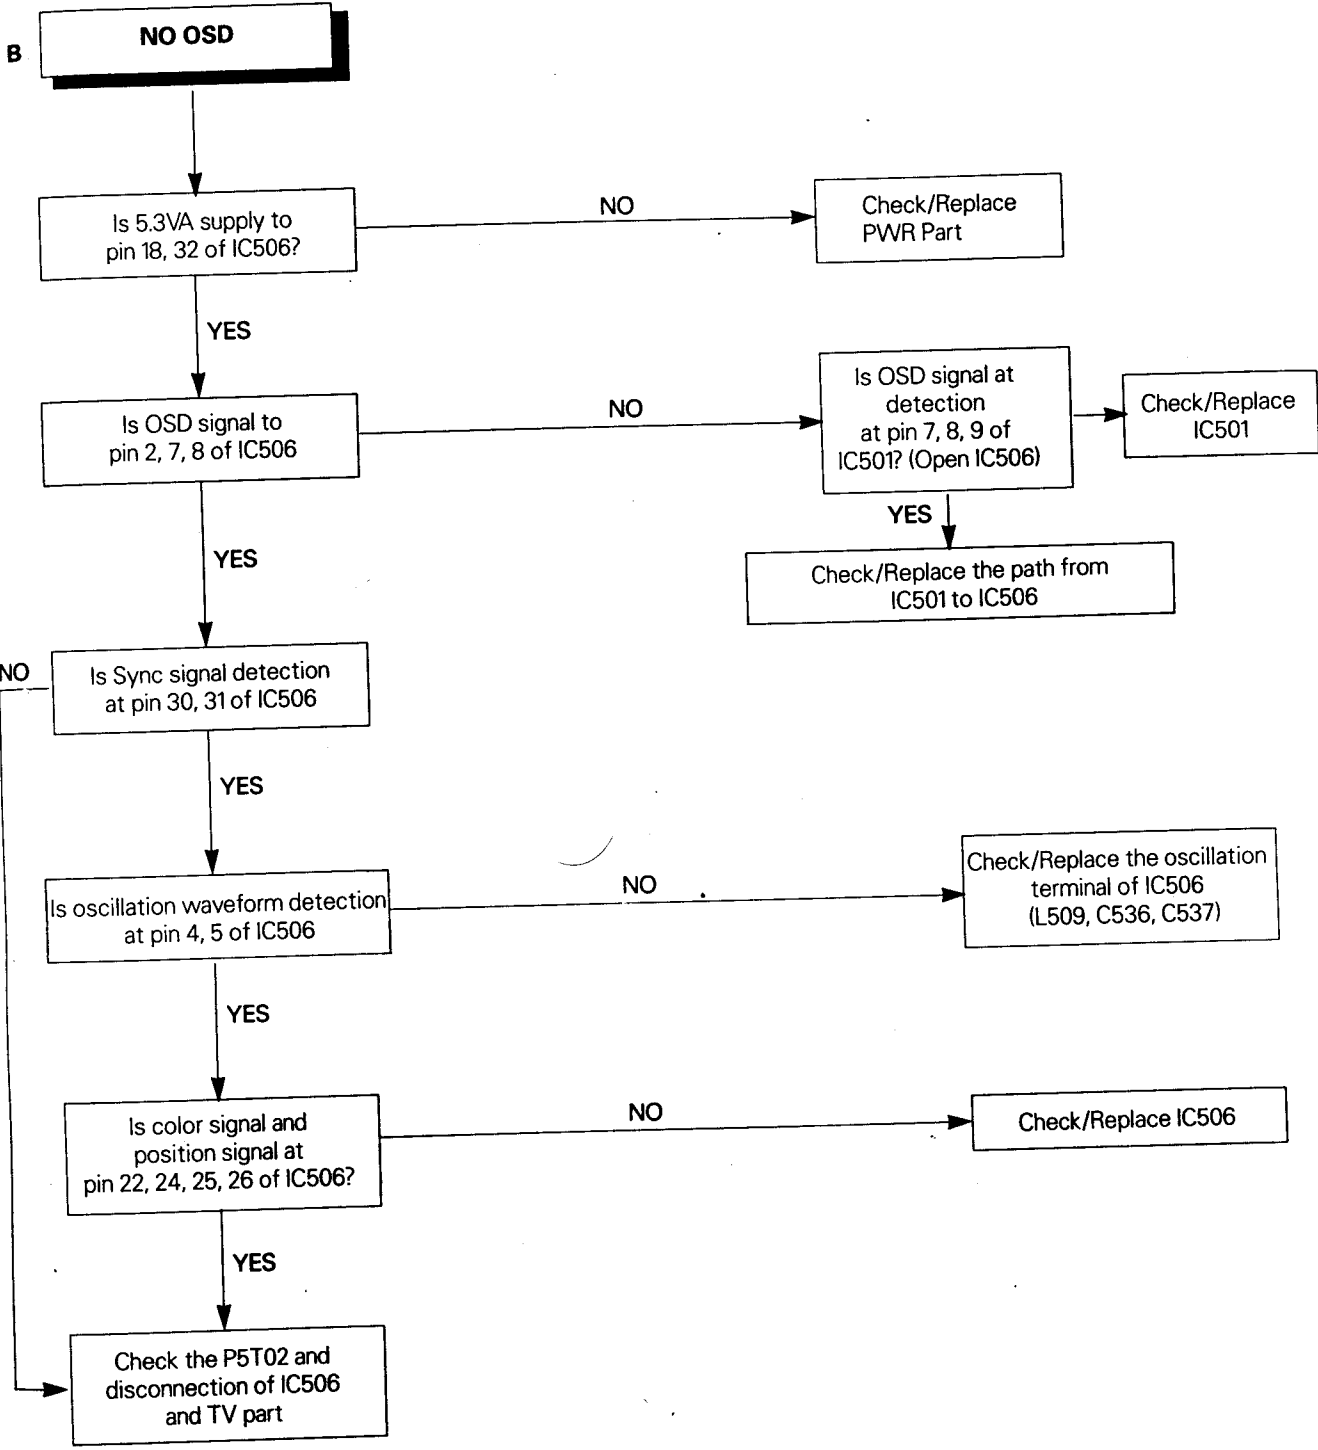 B
NO OSD
Is 5.3VA supply to
pin 18, 32 of IC506?
NO
Check/Replace
PWR Part
YES
Is OSD signal to
pin 2, 7, 8 of IC506
NO
Is OSD signal at
detection
at pin 7, 8, 9 of
IC501? (Open IC506)
Check/Replace
IC501
YES
Check/Replace the path from
IC501 to IC506
YES
NO
Is Sync signal detection
at pin 30, 31 of IC506
YES
Is oscillation waveform detection
at pin 4, 5 of IC506
NO
Check/Replace the oscillation
terminal of IC506
(L509, C536, C537)
YES
Is color signal and
position signal at
pin 22, 24, 25, 26 of IC506?
NO
Check/Replace IC506
YES
Check the P5T02 and
disconnection of IC506
and TV part